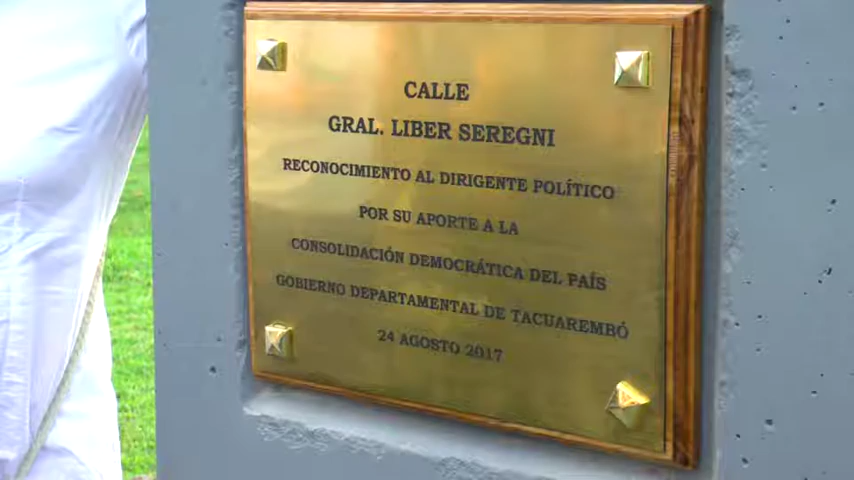 CALLE
GRAL. LIBER SEREGNI
RECONOCIMIENTO AL DIRIGENTE POLÍTICO
POR SU APORTE A LA
CONSOLIDACIÓN DEMOCRÁTICA DEL PAÍS
GOBIERNO DEPARTAMENTAL DE TACUAREMBÓ
24 AGOSTO 2017